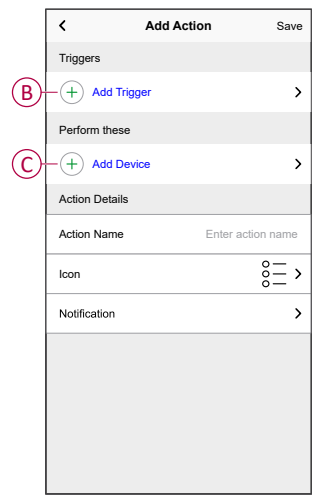 Add Action Save
Triggers
B Add Trigger
Perform these
C Add Device
Action Details
Action Name Enter action name
Icon
Notification